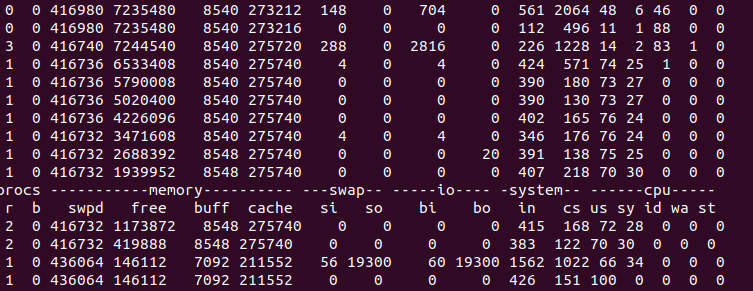 0 0 416980 7235480 8540 273212 148 0 704 0 561 2064 48 6 46 0 0
0 0 416980 7235480 8540 273216 0 0 0 0 112 496 11 1 88 0 0
3 0 416740 7244540 8540 275720 288 0 2816 0 226 1228 14 2 83 1 0
1 0 416736 6533408 8540 275740 4 0 4 0 424 571 74 25 1 0 0
1 0 416736 5790008 8540 275740 0 0 0 0 390 180 73 27 0 0 0
1 0 416736 5020400 8540 275740 0 0 0 0 390 130 73 27 0 0 0
1 0 416736 4226096 8540 275740 0 0 0 0 402 165 76 24 0 0 0
1 0 416732 3471608 8540 275740 4 0 4 0 346 176 76 24 0 0 0
1 0 416732 2688392 8548 275740 0 0 0 20 391 138 75 25 0 0 0
1 0 416732 1939952 8548 275740 0 0 0 0 407 218 70 30 0 0 0
procs -----------memory---------- ---swap-- -----io---- -system-- ------cpu-----
r b swpd free buff cache si so bi bo in cs us sy id wa st
2 0 416732 1173872 8548 275740 0 0 0 0 415 168 72 28 0 0 0
2 0 416732 419888 8548 275740 0 0 0 0 383 122 70 30 0 0 0
1 0 436064 146112 7092 211552 56 19300 60 19300 1562 1022 66 34 0 0 0
1 0 436064 146112 7092 211552 0 0 0 0 426 151 100 0 0 0 0